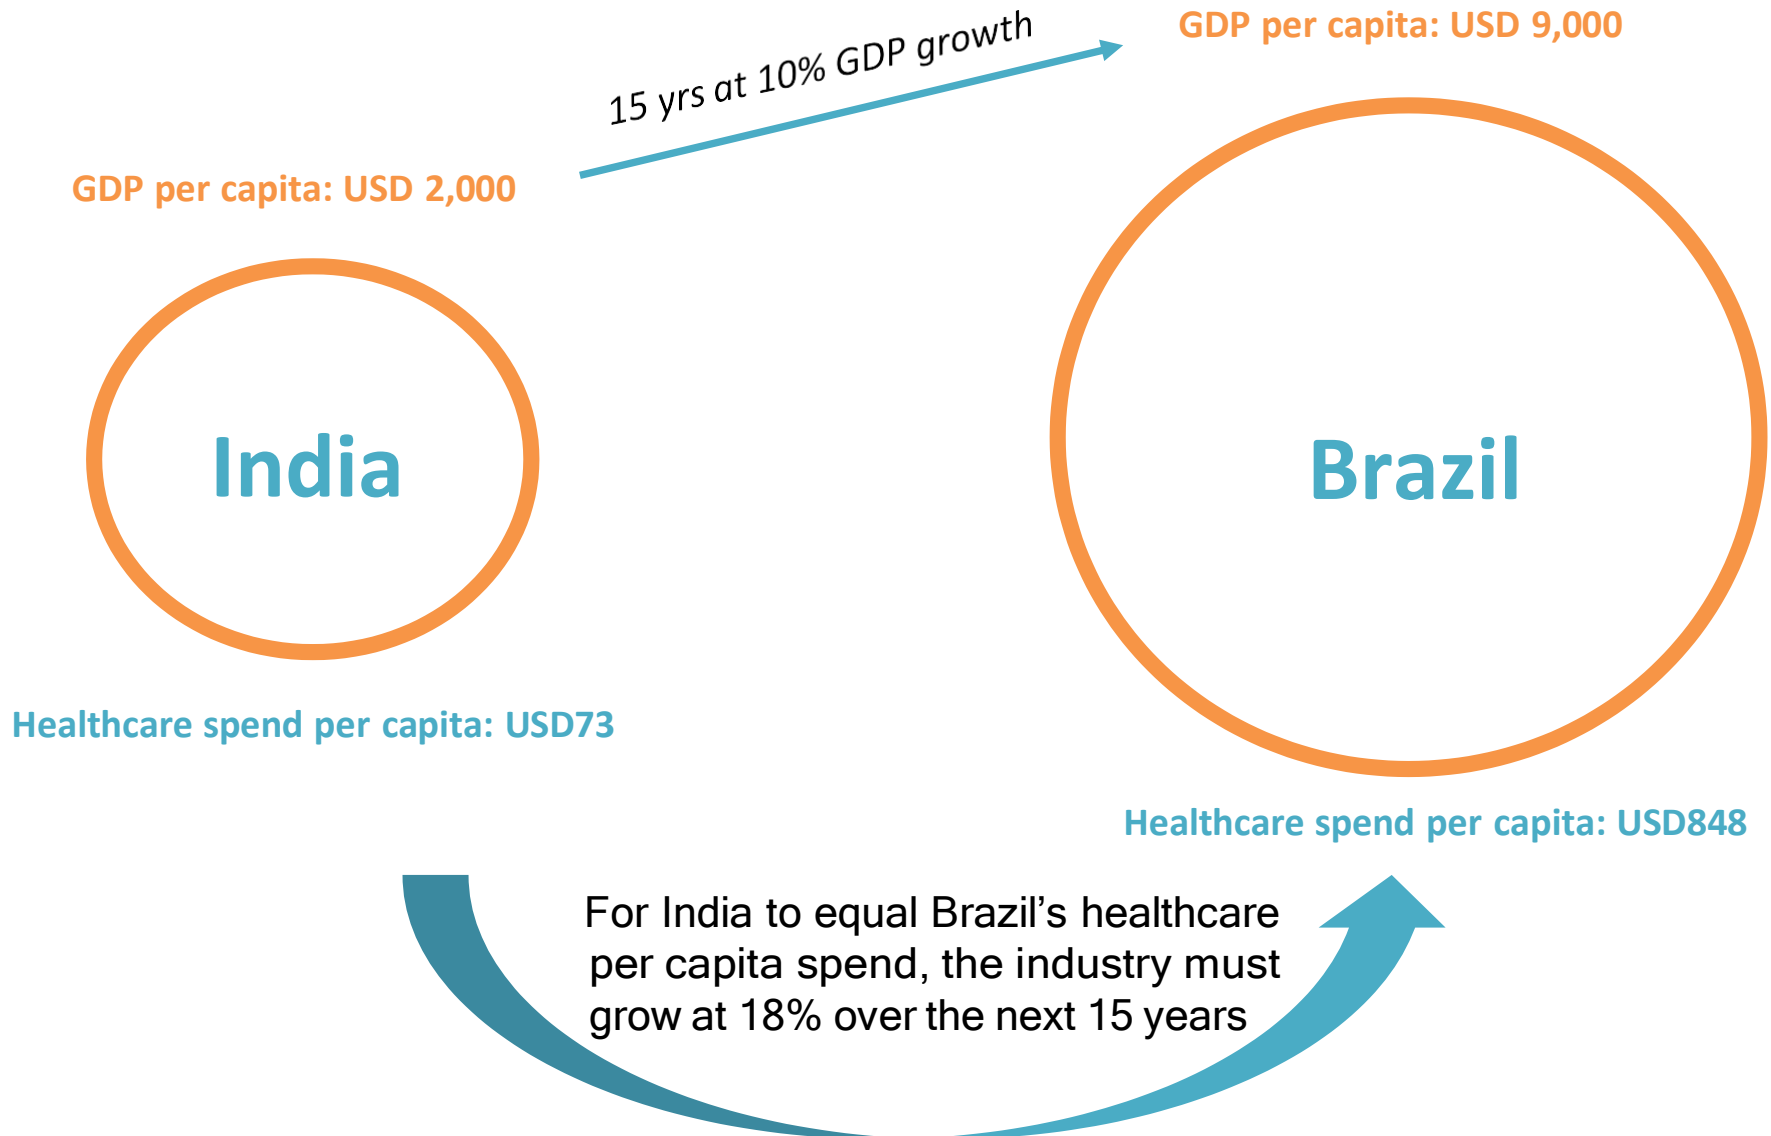 15 yrs at 10% GDP growth
GDP per capita: USD 9,000
GDP per capita: USD 2,000
India
Brazil
Healthcare spend per capita: USD73
Healthcare spend per capita: USD848
For India to equal Brazil’s healthcare
per capita spend, the industry must
grow at 18% over the next 15 years